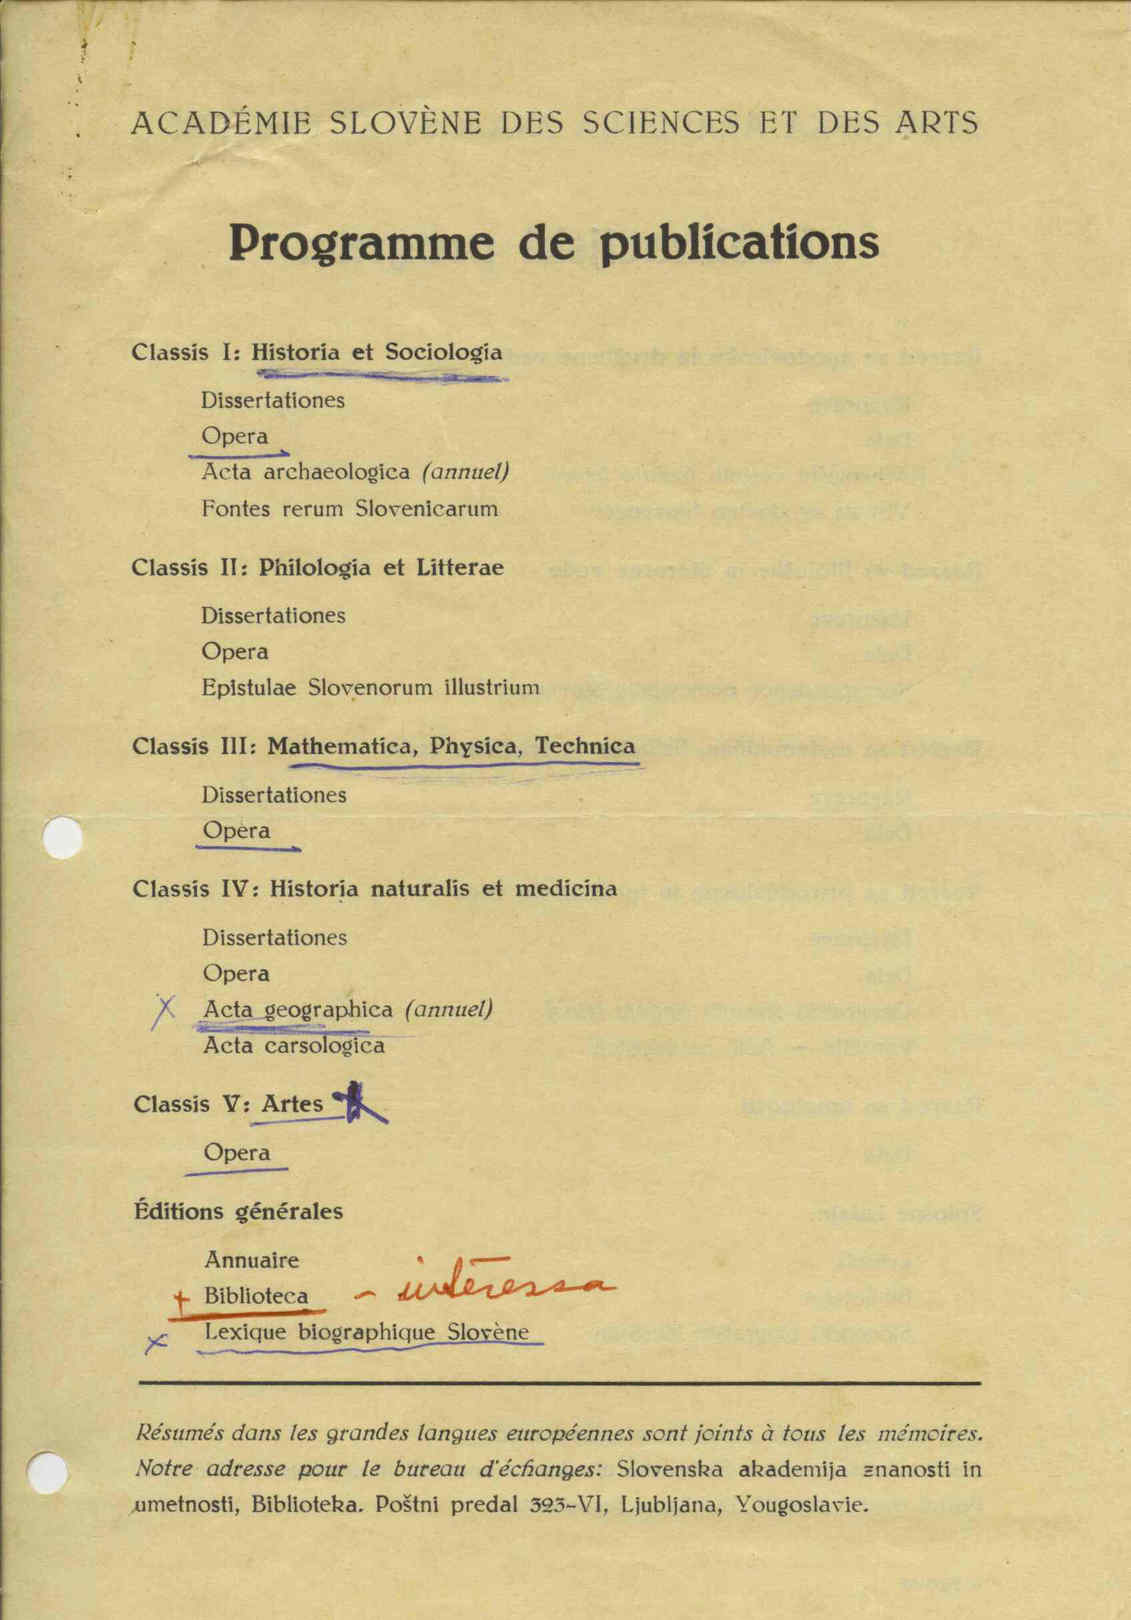 ACADÉMIE SLOVÈNE DES SCIENCES ET DES ARTS
Programme de publications
Classis I: Historia et Sociologia
Dissertationes
Opera
Acta archaeologica (annuel)
Fontes rerum Slovenicarum
Classis II: Philologia et Litterae
Dissertationes
Opera
Epistulae Slovenorum illustrium
Classis III: Mathematica, Physica, Technica
Dissertationes
Opera
Classis IV: Historia naturalis et medicina
Dissertationes
Opera
X Acta geographica (annuel)
Acta carsologica
Classis V: Artes
Opera
Éditions générales
Annuaire
+ Biblioteca - interessa
x Lexique biographique Slovène
Résumés dans les grandes langues européennes sont joints à tous les mémoires.
Notre adresse pour le bureau d'échanges: Slovenska akademija znanosti in
umetnosti, Biblioteka. Poštni predal 323-VI, Ljubljana, Yougoslavie.